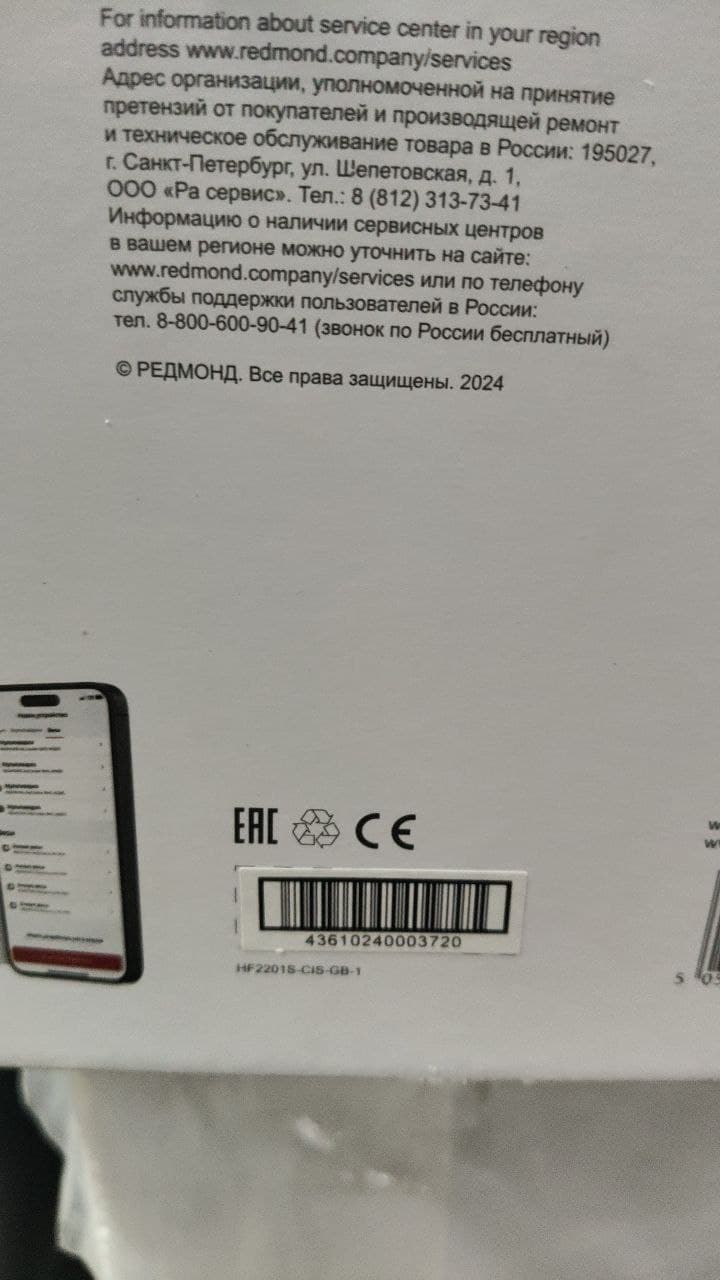 For information about service center in your region
address www.redmond.company/services
Адрес организации, уполномоченной на принятие
претензий от покупателей и производящей ремонт
и техническое обслуживание товара в России: 195027,
г. Санкт-Петербург, ул. Шепетовская, д. 1,
ООО «Ра сервис». Тел.: 8 (812) 313-73-41
Информацию о наличии сервисных центров
в вашем регионе можно уточнить на сайте:
www.redmond.company/services или по телефону
службы поддержки пользователей в России:
тел. 8-800-600-90-41 (звонок по России бесплатный)
© РЕДМОНД. Все права защищены. 2024
EAC CE
43610240003720
HF2201S-CIS-GB-1